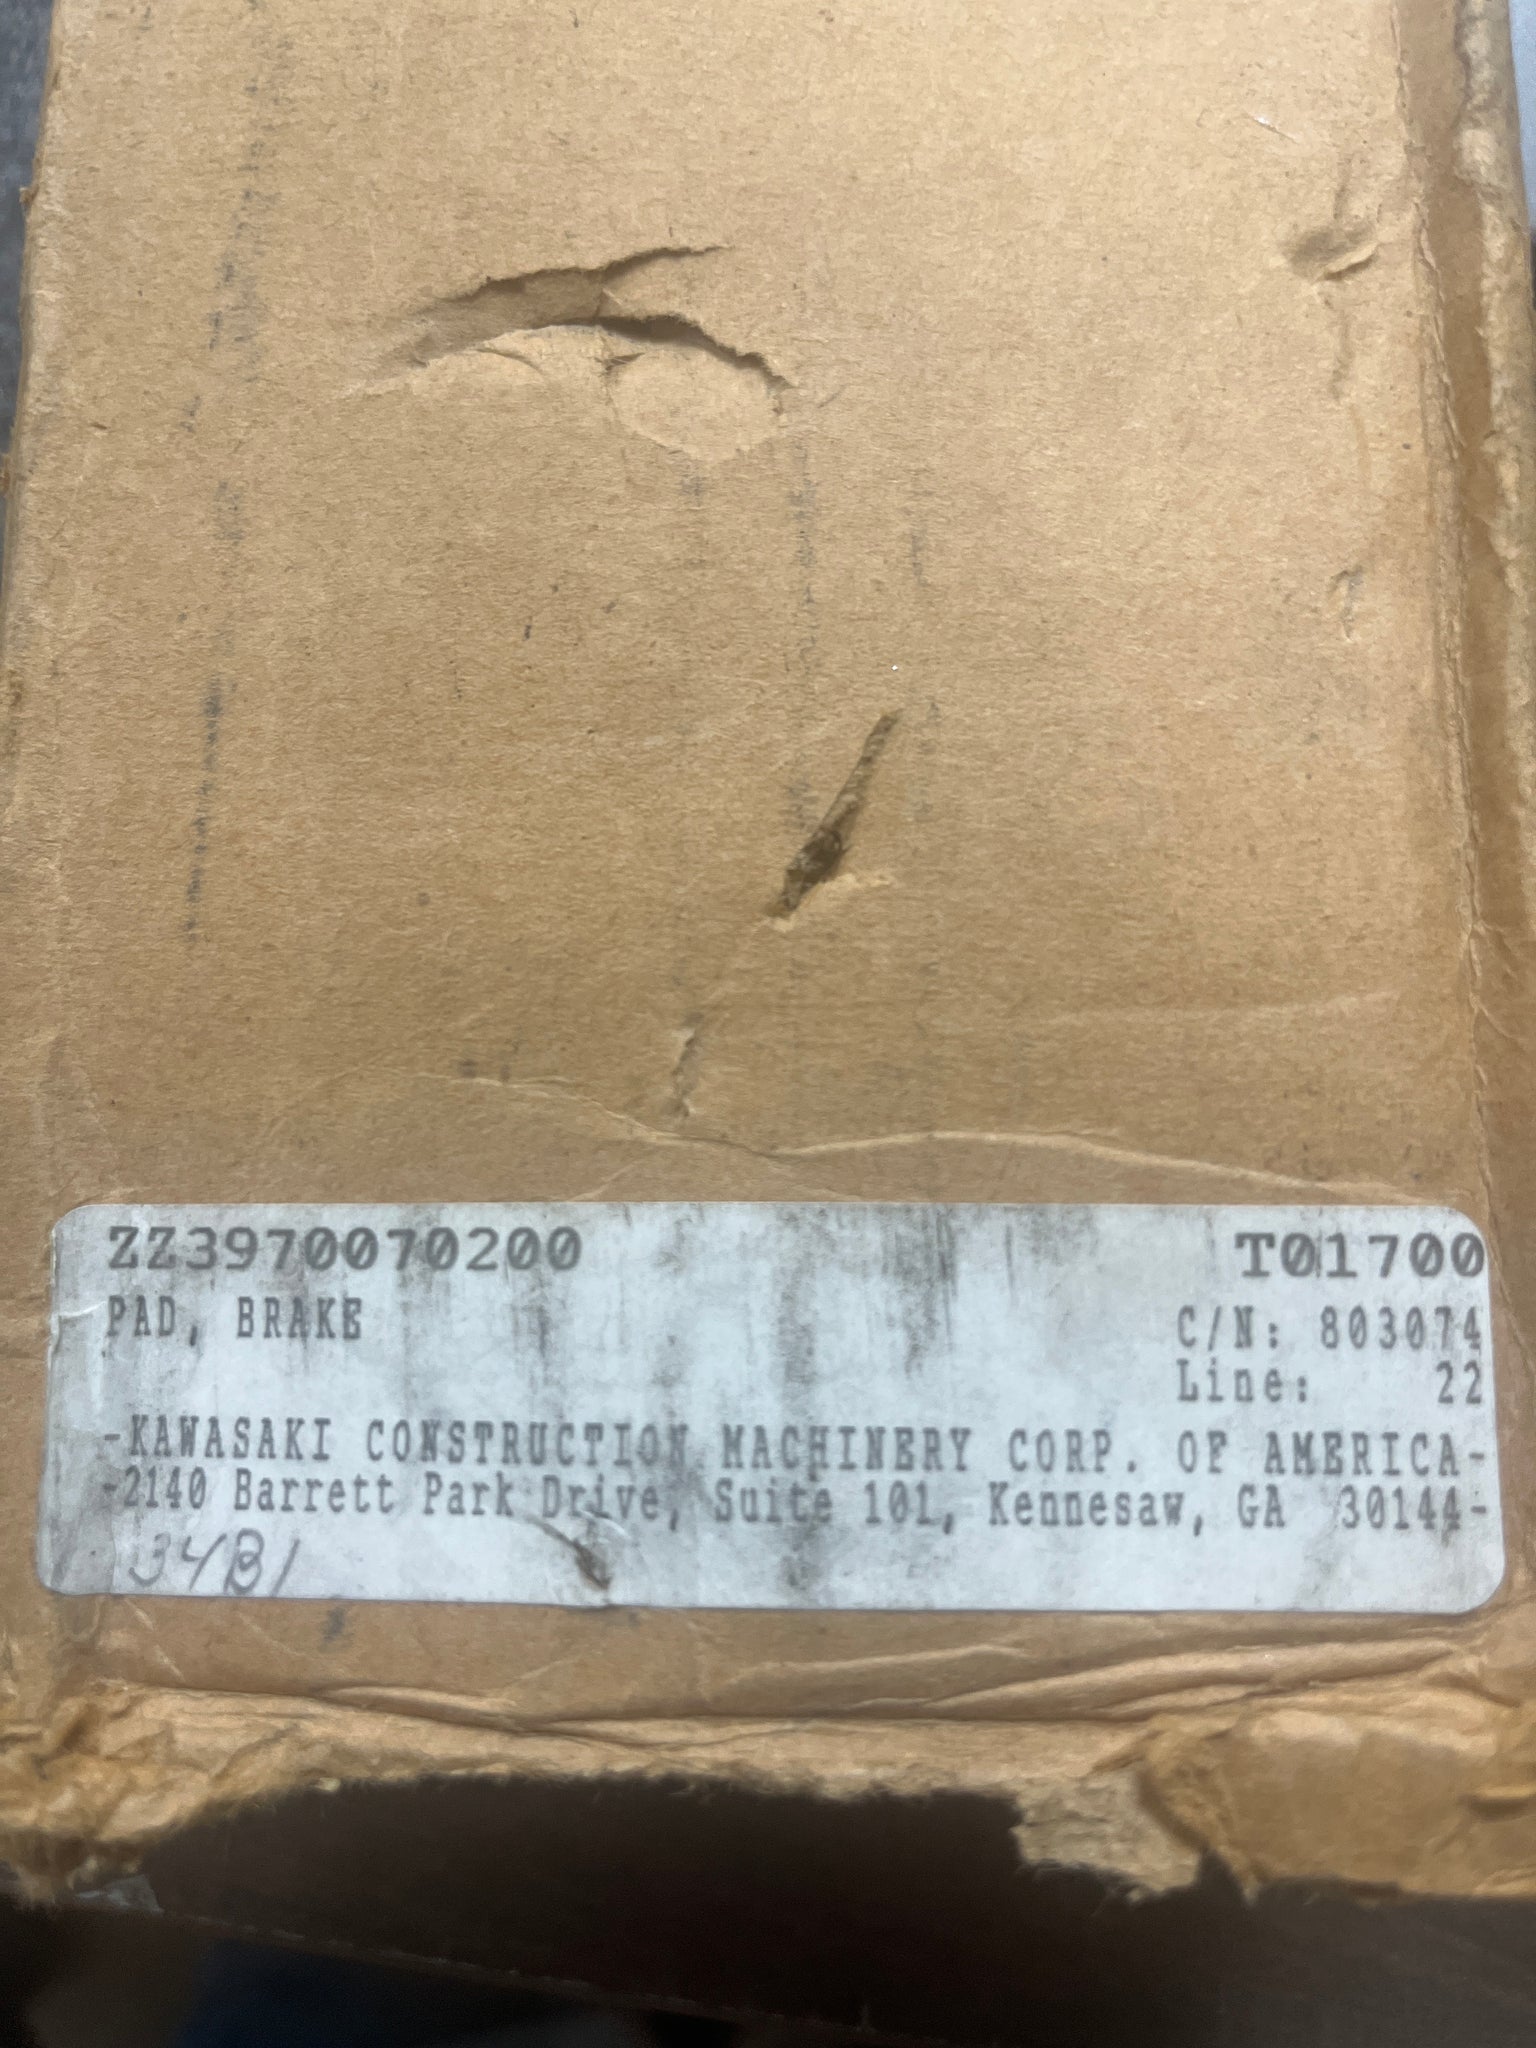 ZZ3970070200 T01700
PAD, BRAKE C/N: 803074
Line: 22
-KAWASAKI CONSTRUCTION MACHINERY CORP. OF AMERICA-
-2140 Barrett Park Drive, Suite 101, Kennesaw, GA 30144-
34B1